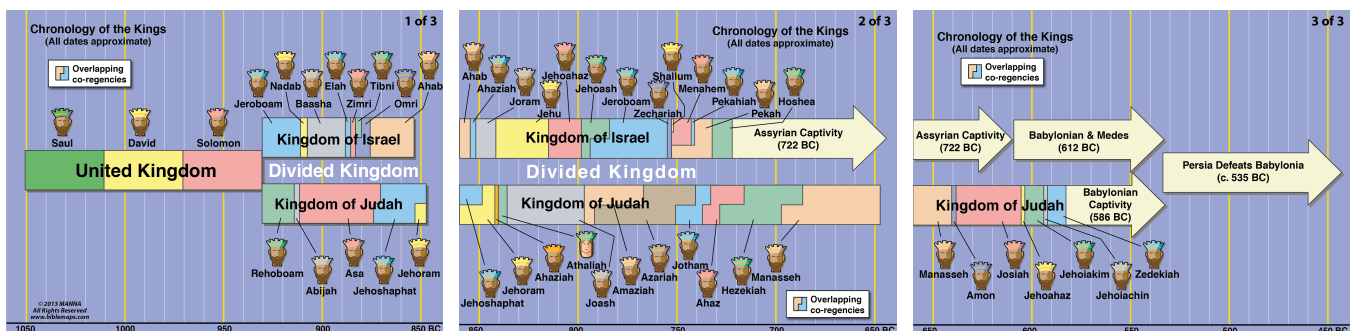 Chronology of the Kings
(All dates approximate)
1 of 3
Overlapping
co-regencies
Saul
David
Solomon
Jeroboam
Nadab
Baasha
Elah
Zimri
Tibni
Omri
Ahab
Kingdom of Israel
United Kingdom
Divided Kingdom
Kingdom of Judah
Rehoboam
Abijah
Asa
Jehoshaphat
Jehoram
© 2013 MANNA
All Rights Reserved
www.biblemaps.com
1050
1000
950
900
850 BC
Chronology of the Kings
(All dates approximate)
2 of 3
Ahab
Ahaziah
Joram
Jehu
Jehoahaz
Jehoash
Jeroboam
Zechariah
Shallum
Menahem
Pekahiah
Pekah
Hoshea
Kingdom of Israel
Assyrian Captivity
(722 BC)
Divided Kingdom
Kingdom of Judah
Jehoshaphat
Jehoram
Ahaziah
Athaliah
Joash
Amaziah
Azariah
Jotham
Ahaz
Hezekiah
Manasseh
Overlapping
co-regencies
850
800
750
700
650 BC
Chronology of the Kings
(All dates approximate)
3 of 3
Overlapping
co-regencies
Assyrian Captivity
(722 BC)
Babylonian & Medes
(612 BC)
Persia Defeats Babylonia
(c. 535 BC)
Kingdom of Judah
Babylonian
Captivity
(586 BC)
Manasseh
Amon
Josiah
Jehoahaz
Jehoiakim
Jehoiachin
Zedekiah
650
600
550
500
450 BC